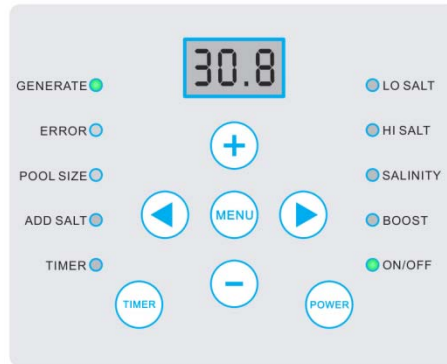 30.8
GENERATE
LO SALT
ERROR
HI SALT
+
POOL SIZE
SALINITY
ADD SALT
MENU
BOOST
TIMER
−
ON/OFF
TIMER
POWER